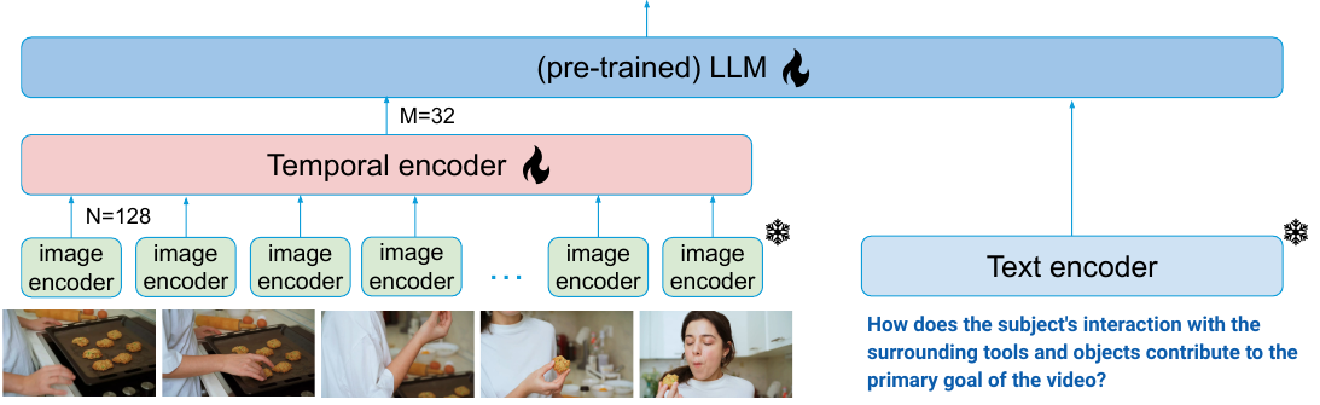 (pre-trained) LLM
M=32
Temporal encoder
N=128
image encoder
image encoder
image encoder
image encoder
...
image encoder
image encoder
Text encoder
How does the subject's interaction with the
surrounding tools and objects contribute to the
primary goal of the video?